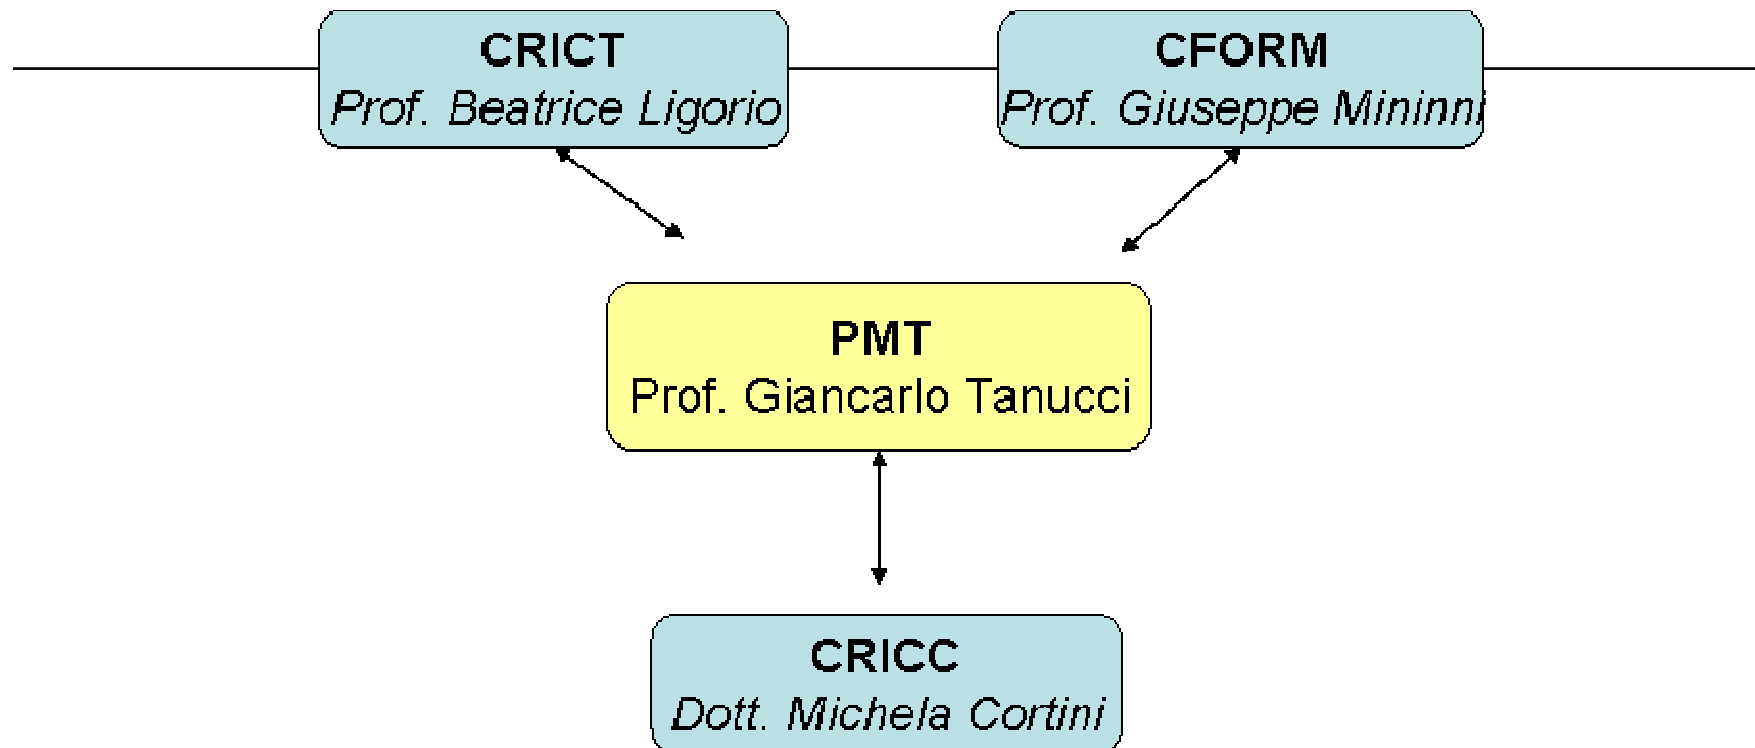 CRICT
Prof. Beatrice Ligorio
CFORM
Prof. Giuseppe Mininni
PMT
Prof. Giancarlo Tanucci
CRICC
Dott. Michela Cortini